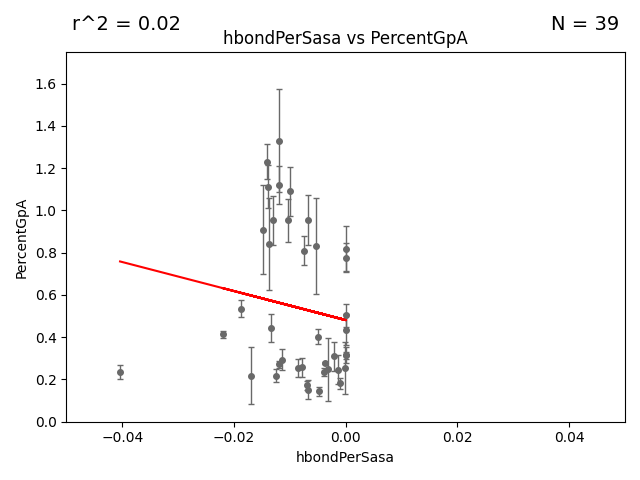 r^2 = 0.02
N = 39
hbondPerSasa vs PercentGpA
PercentGpA
1.6
1.4
1.2
1.0
0.8
0.6
0.4
0.2
0.0
−0.04
−0.02
0.00
0.02
0.04
hbondPerSasa